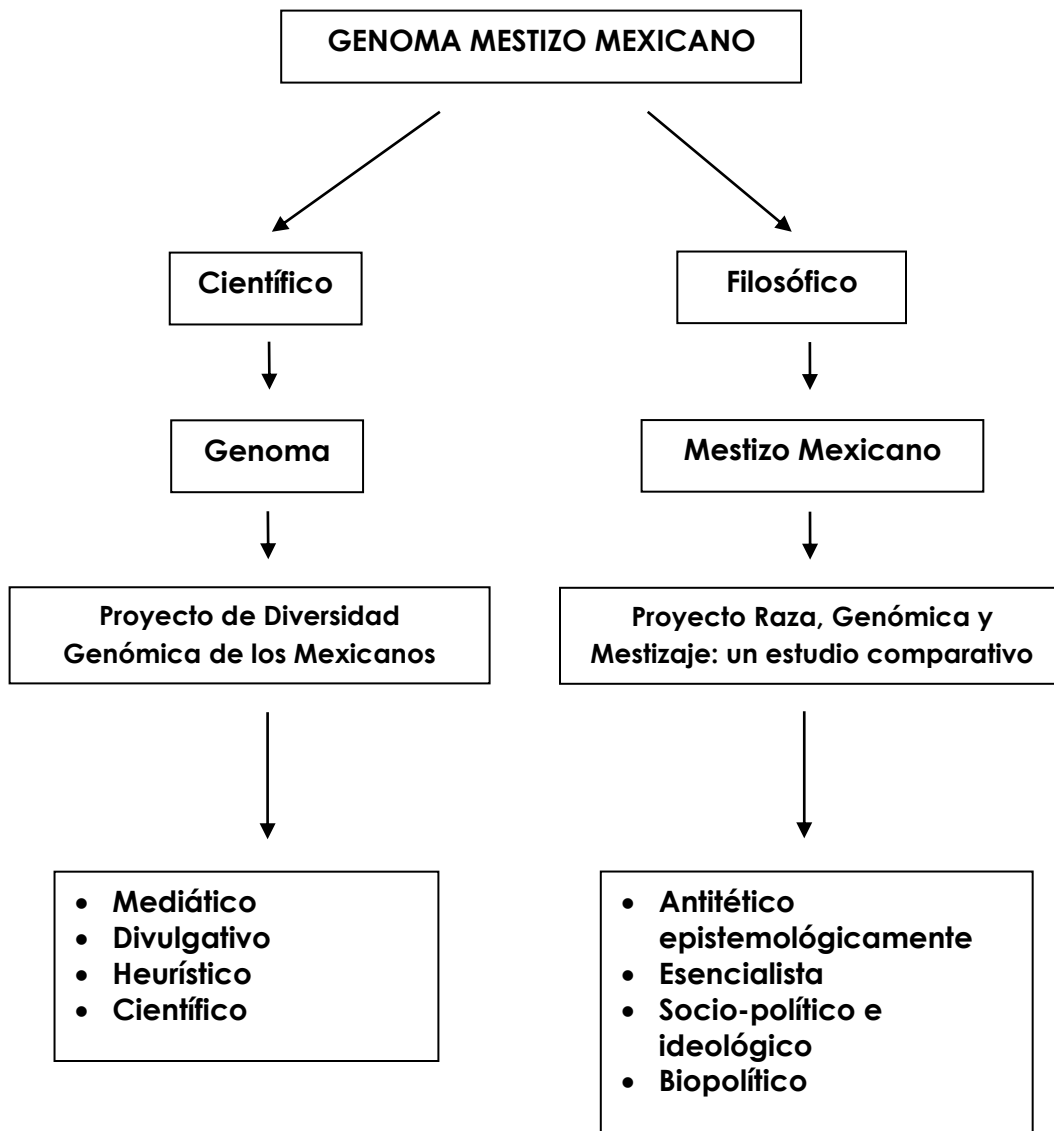 GENOMA MESTIZO MEXICANO
Científico
Filosófico
Genoma
Mestizo Mexicano
Proyecto de Diversidad
Genómica de los Mexicanos
Proyecto Raza, Genómica y
Mestizaje: un estudio comparativo
• Mediático
• Divulgativo
• Heurístico
• Científico
• Antitético
epistemológicamente
• Esencialista
• Socio-político e
ideológico
• Biopolítico